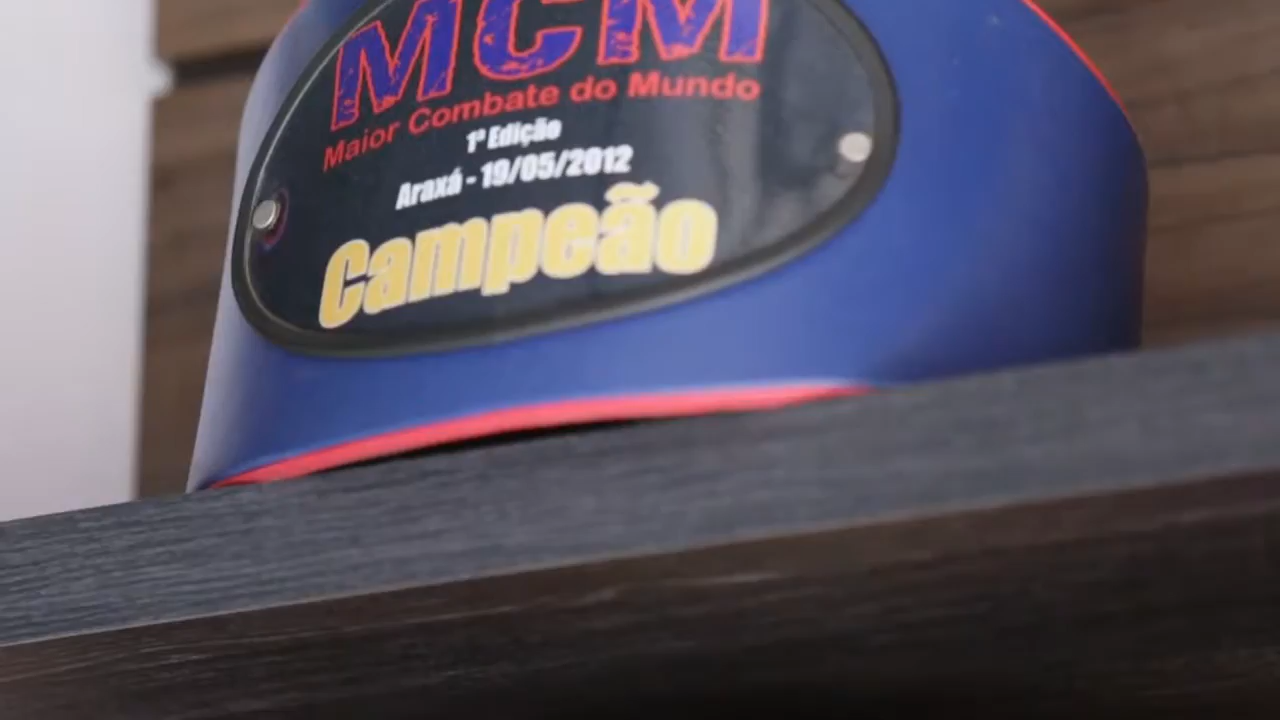 MCM
Maior Combate do Mundo
1ª Edição
Araxá - 19/05/2012
Campeão